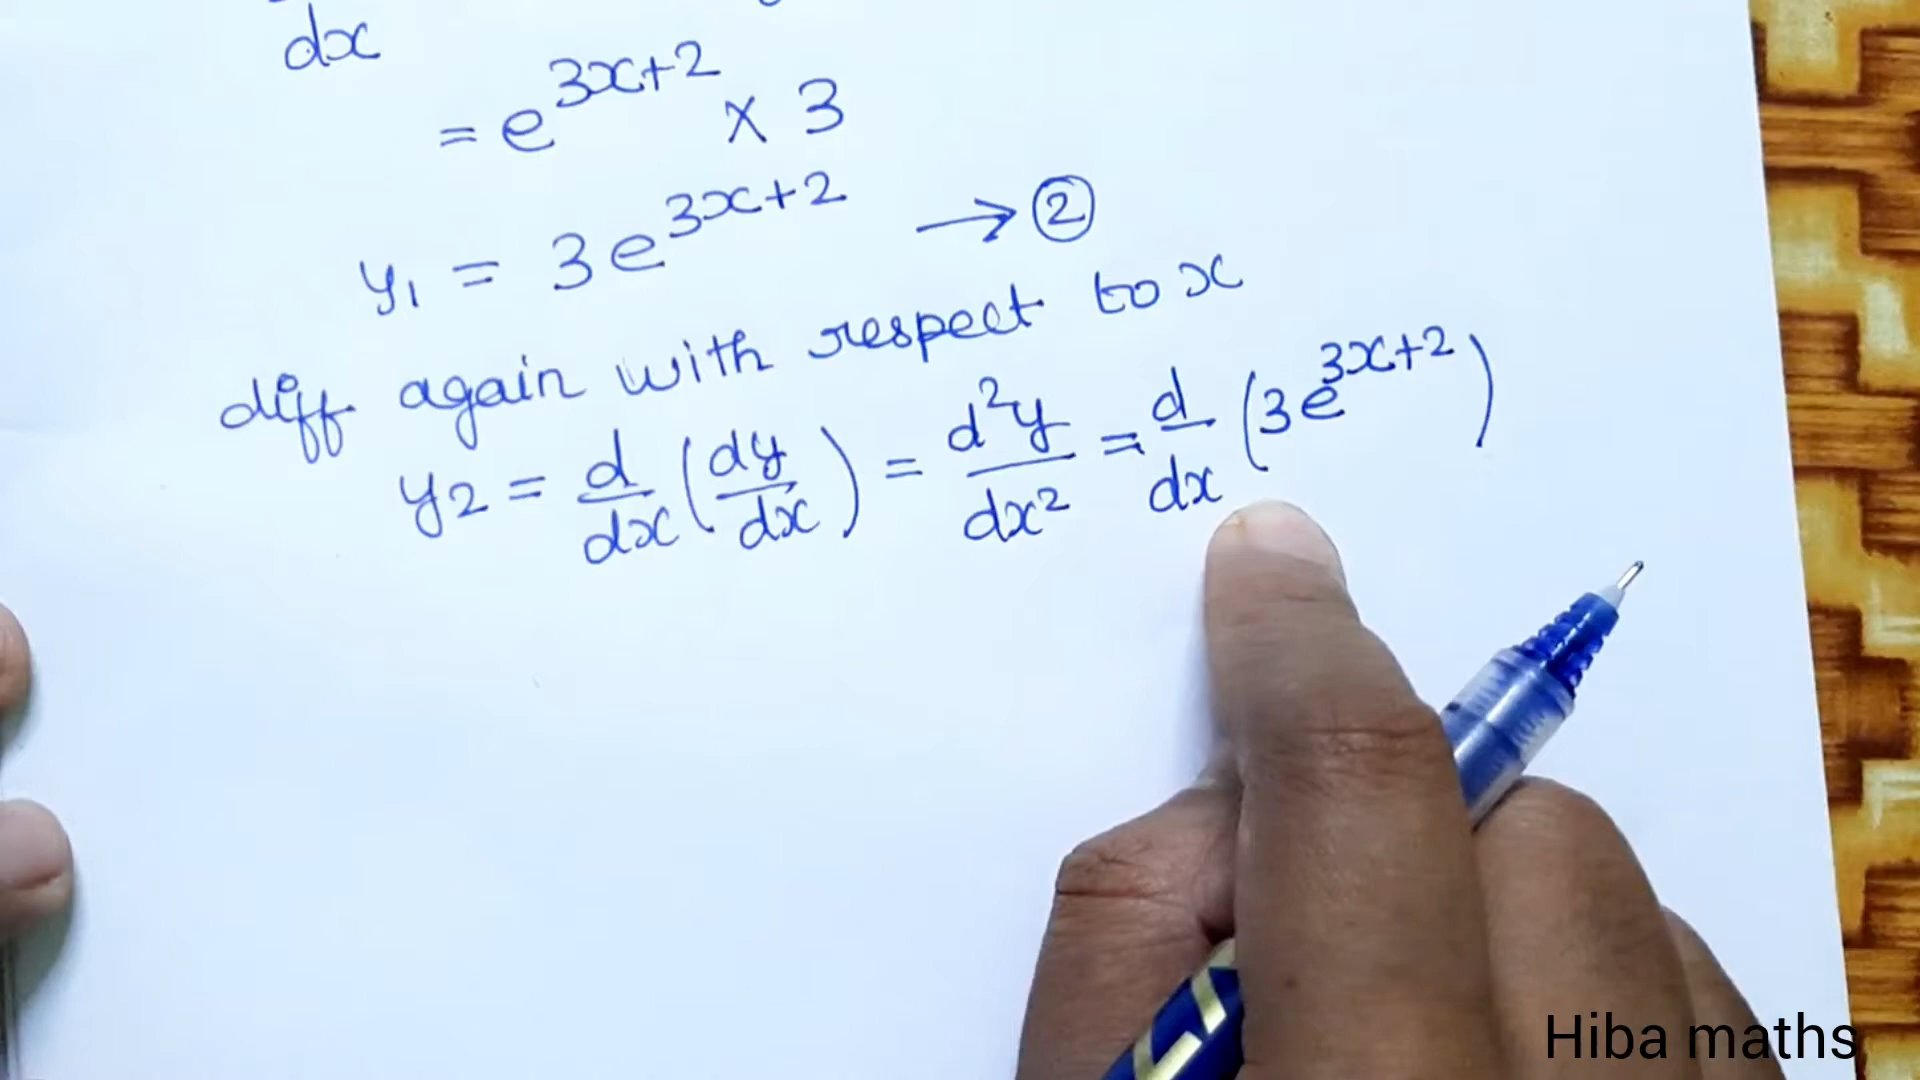 dx
= e^{3x+2} × 3
y₁ = 3e^{3x+2} → ②
diff again with respect to x
y2 = d/dx (dy/dx) = d²y/dx² = d/dx (3e^{3x+2})
Hiba maths